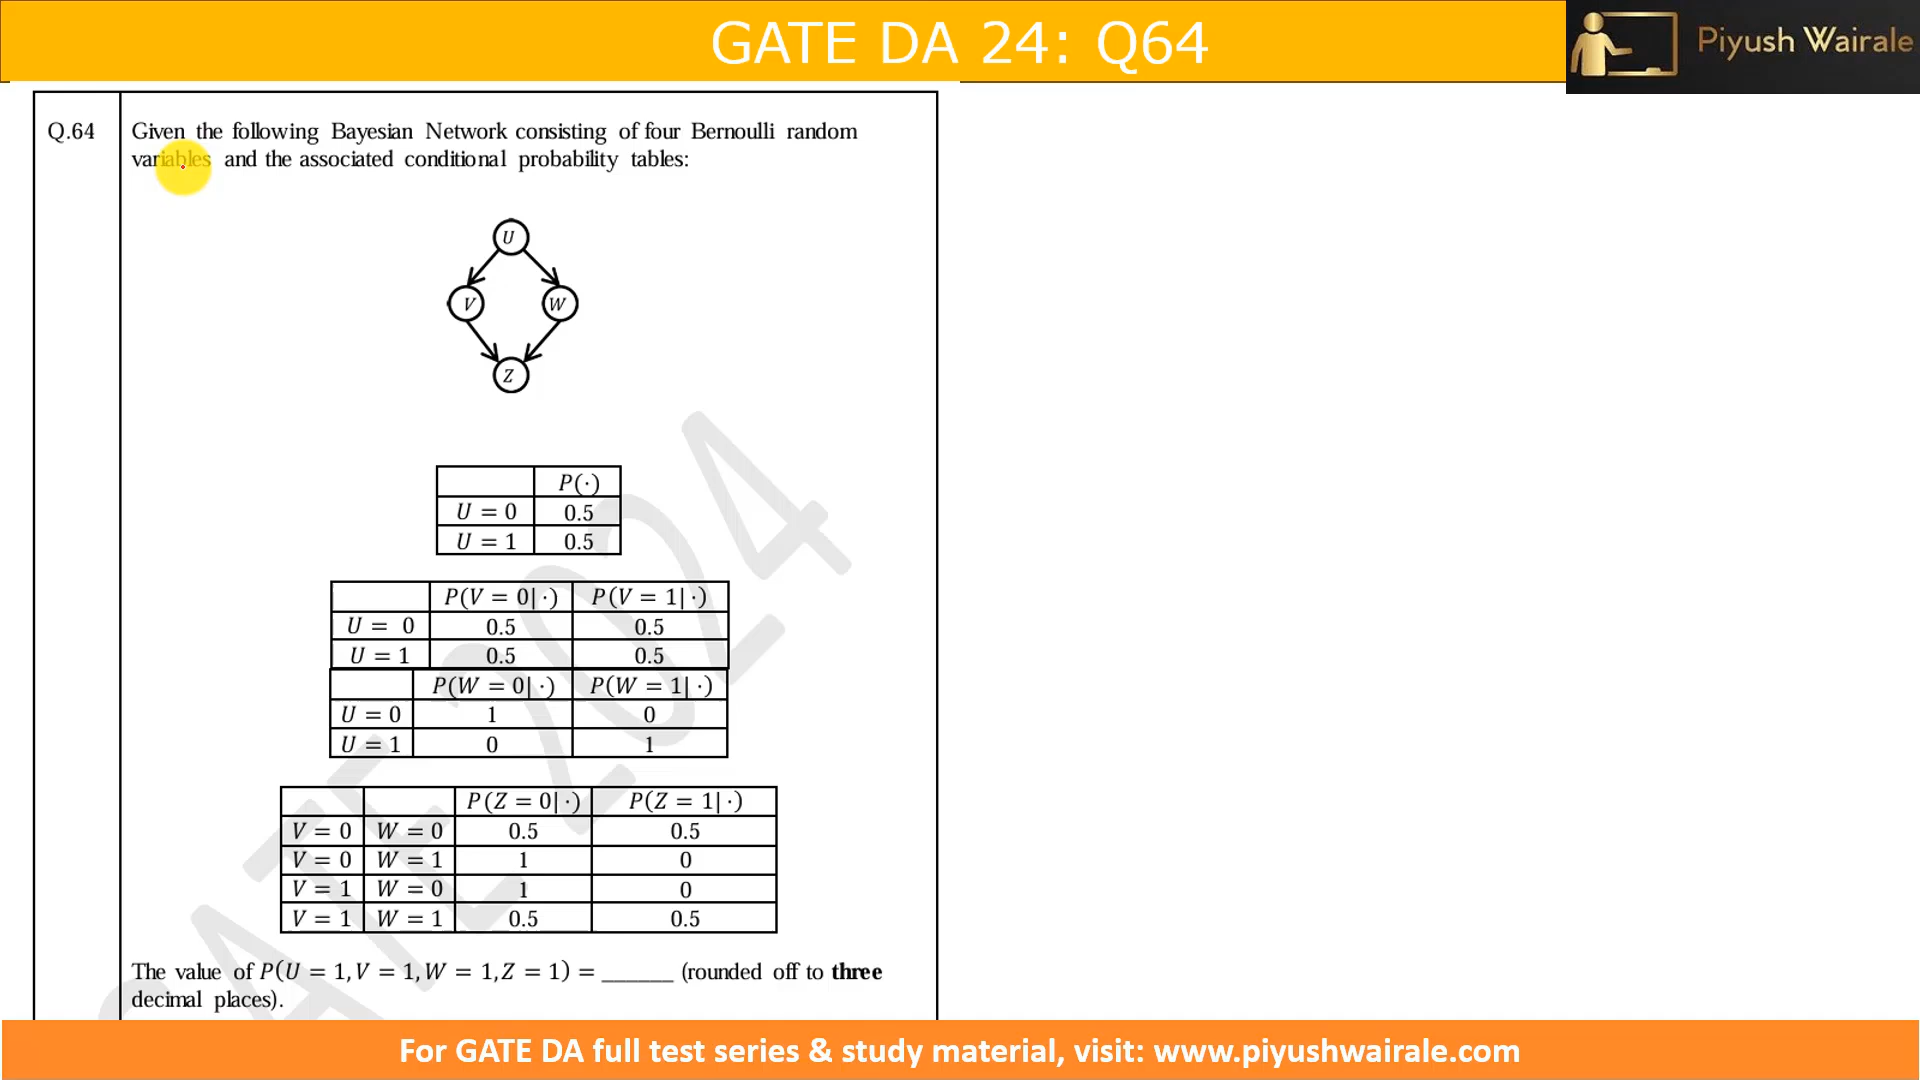 GATE DA 24: Q64
Piyush Wairale
Q.64
Given the following Bayesian Network consisting of four Bernoulli random
variables and the associated conditional probability tables:
U
V W
Z
P(·)
U = 0 0.5
U = 1 0.5
P(V = 0| ·) P(V = 1| ·)
U = 0 0.5 0.5
U = 1 0.5 0.5
P(W = 0| ·) P(W = 1| ·)
U = 0 1 0
U = 1 0 1
P(Z = 0| ·) P(Z = 1| ·)
V = 0 W = 0 0.5 0.5
V = 0 W = 1 1 0
V = 1 W = 0 1 0
V = 1 W = 1 0.5 0.5
The value of P(U = 1, V = 1, W = 1, Z = 1) = ______ (rounded off to three
decimal places).
GATE 2024
For GATE DA full test series & study material, visit: www.piyushwairale.com